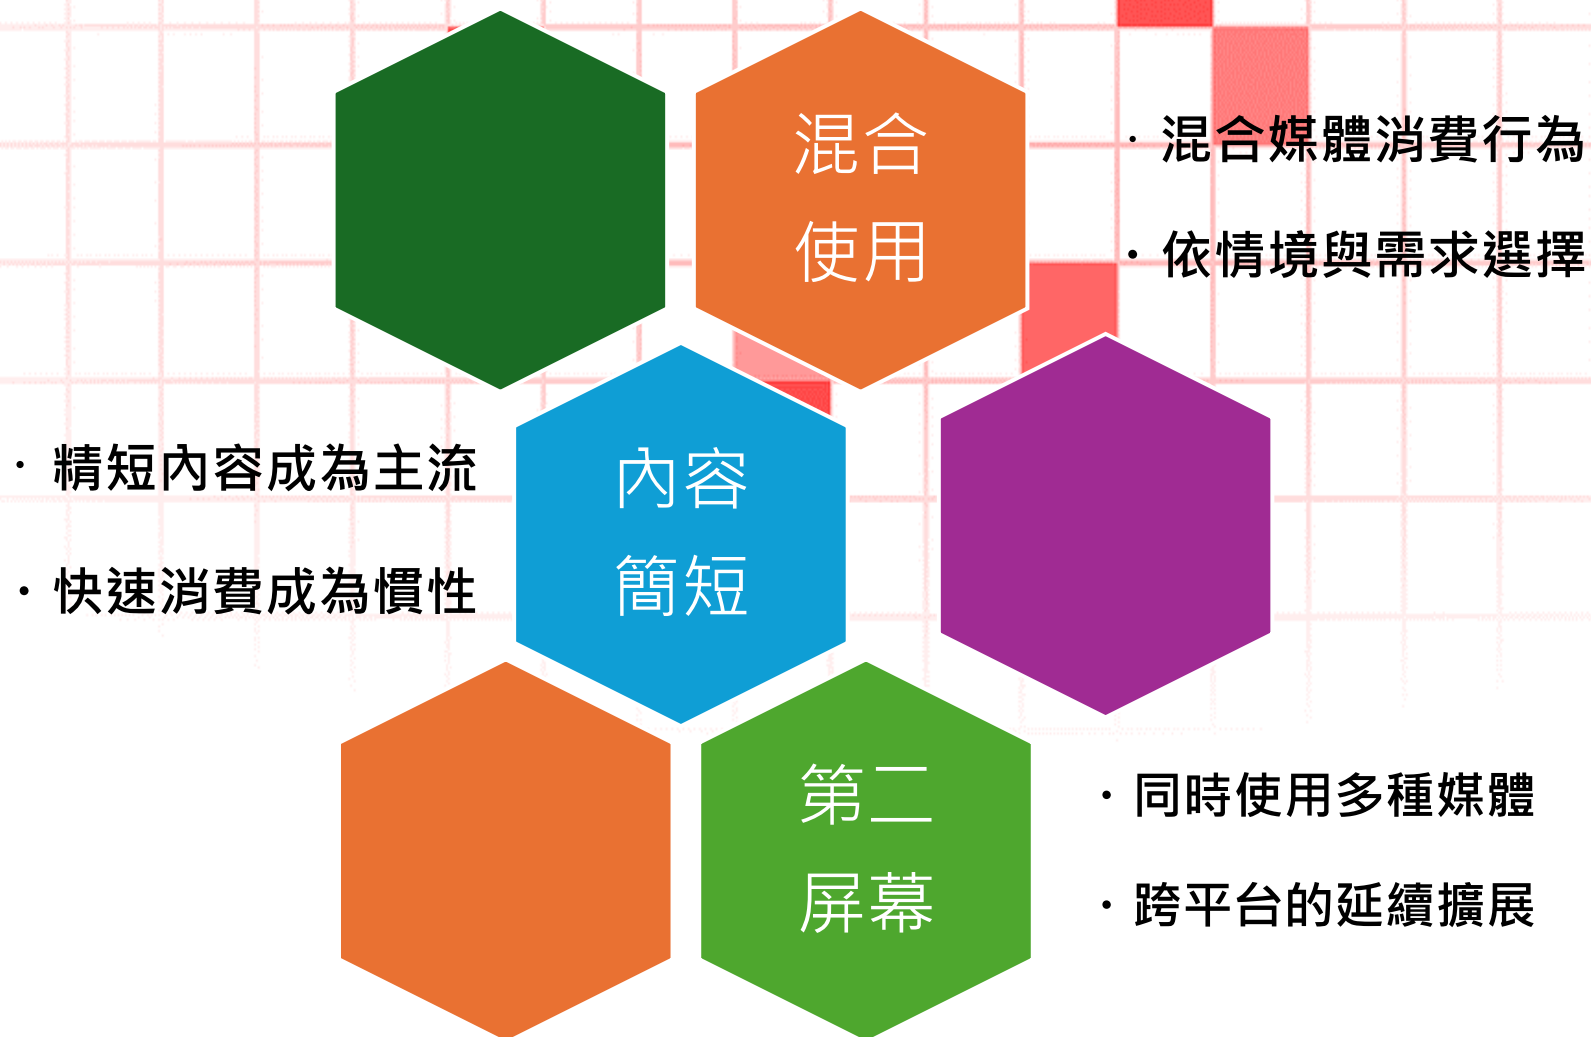 混合
使用
· 混合媒體消費行為
· 依情境與需求選擇
· 精短內容成為主流
· 快速消費成為慣性
內容
簡短
第二
屏幕
· 同時使用多種媒體
· 跨平台的延續擴展